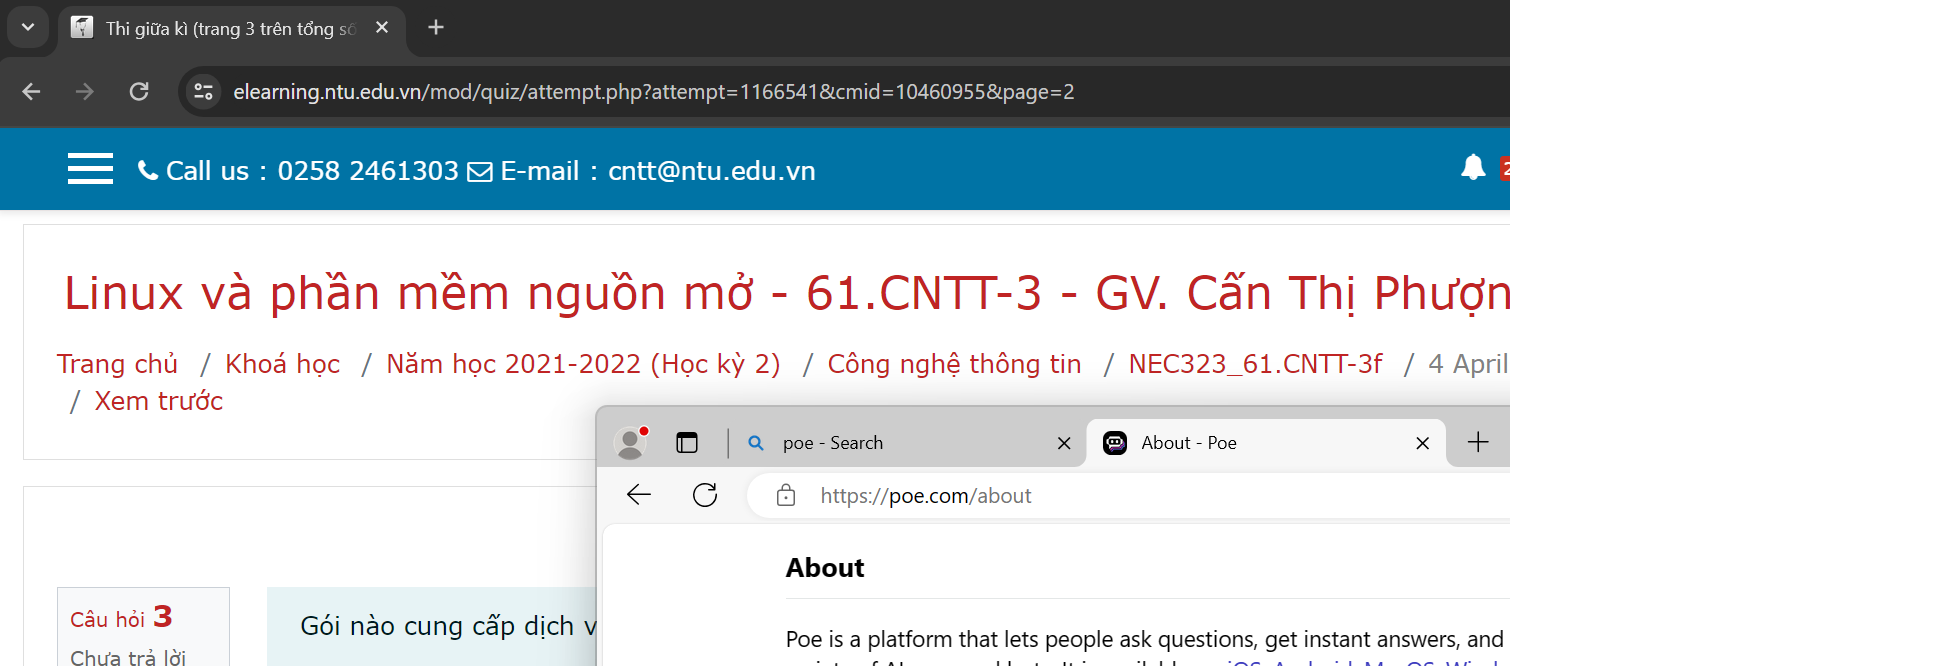 Thi giữa kì (trang 3 trên tổng số
elearning.ntu.edu.vn/mod/quiz/attempt.php?attempt=1166541&cmid=10460955&page=2
Call us : 0258 2461303 E-mail : cntt@ntu.edu.vn
2
Linux và phần mềm nguồn mở - 61.CNTT-3 - GV. Cấn Thị Phượn
Trang chủ / Khoá học / Năm học 2021-2022 (Học kỳ 2) / Công nghệ thông tin / NEC323_61.CNTT-3f / 4 April
/ Xem trước
poe - Search
About - Poe
https://poe.com/about
About
Câu hỏi 3
Gói nào cung cấp dịch v
Poe is a platform that lets people ask questions, get instant answers, and
Chưa trả lời